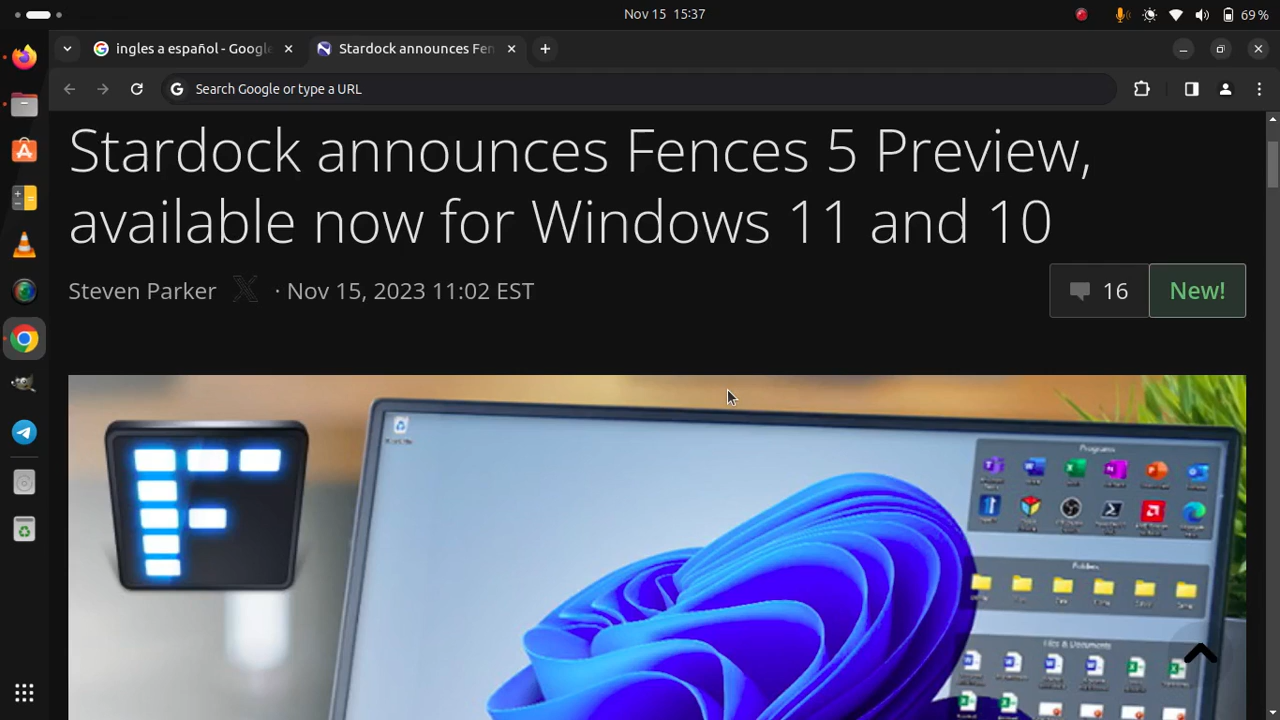 Nov 15 15:37
69 %
ingles a español - Google
Stardock announces Fen
Search Google or type a URL
Stardock announces Fences 5 Preview,
available now for Windows 11 and 10
Steven Parker
· Nov 15, 2023 11:02 EST
16
New!
Programs
Folders
Files & Documents